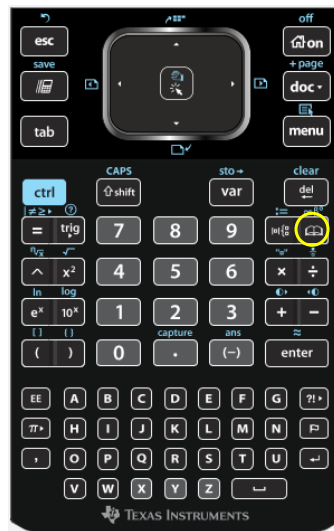 off
esc
on
save
+ page
doc
tab
menu
CAPS
sto
clear
ctrl
shift
var
del
= trig 7 8 9
n√x √
^ x² 4 5 6 × ÷
ln log
eˣ 10ˣ 1 2 3 + −
[ ] { } capture ans ≈
( ) 0 . (−) enter
EE A B C D E F G ?!
π H I J K L M N
, O P Q R S T U
V W X Y Z
TEXAS INSTRUMENTS